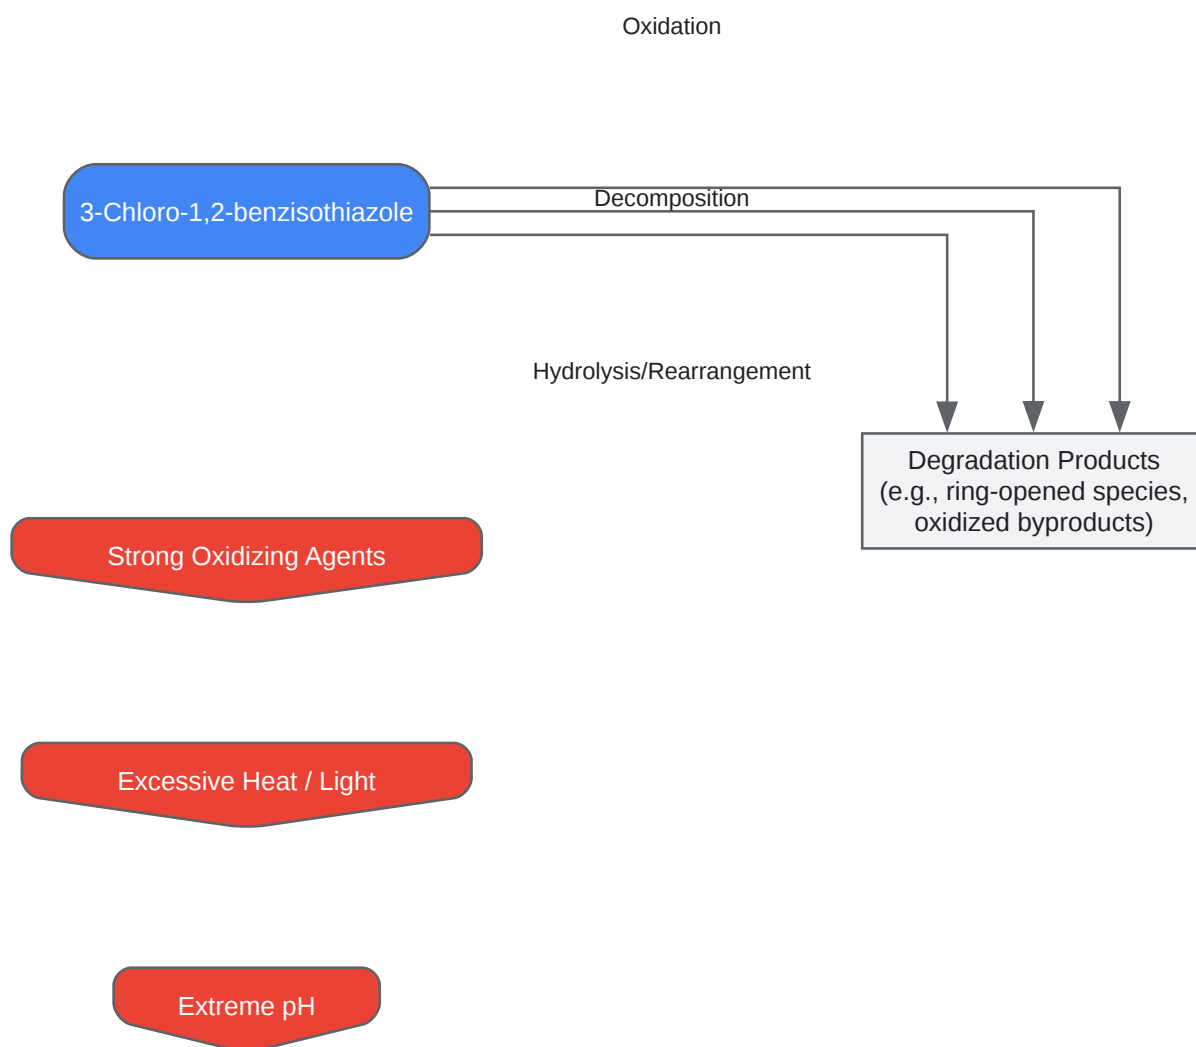 Oxidation
3-Chloro-1,2-benzisothiazole
Decomposition
Hydrolysis/Rearrangement
Degradation Products
(e.g., ring-opened species,
oxidized byproducts)
Strong Oxidizing Agents
Excessive Heat / Light
Extreme pH